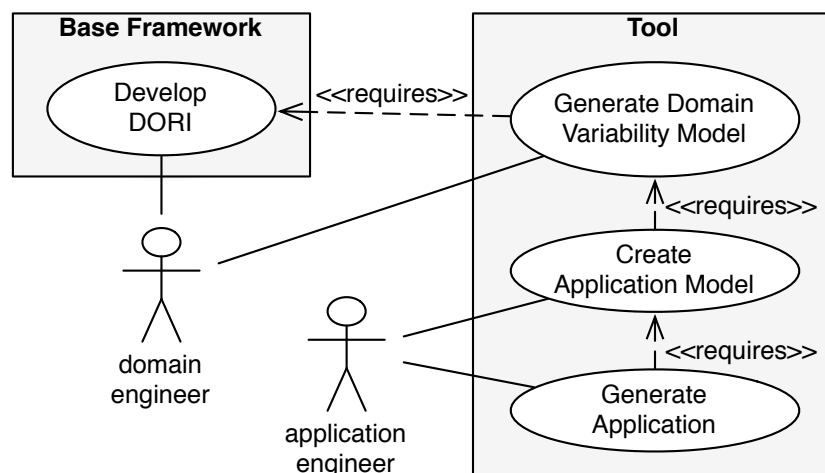 Base Framework
Tool
Develop
DORI
<<requires>>
Generate Domain
Variability Model
<<requires>>
Create
Application Model
<<requires>>
domain
engineer
Generate
Application
application
engineer